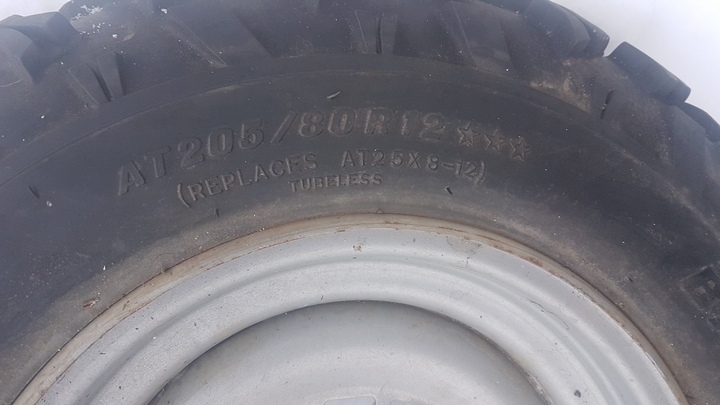 AT205/80R12☆☆☆
(REPLACES AT25X8-12)
TUBELESS